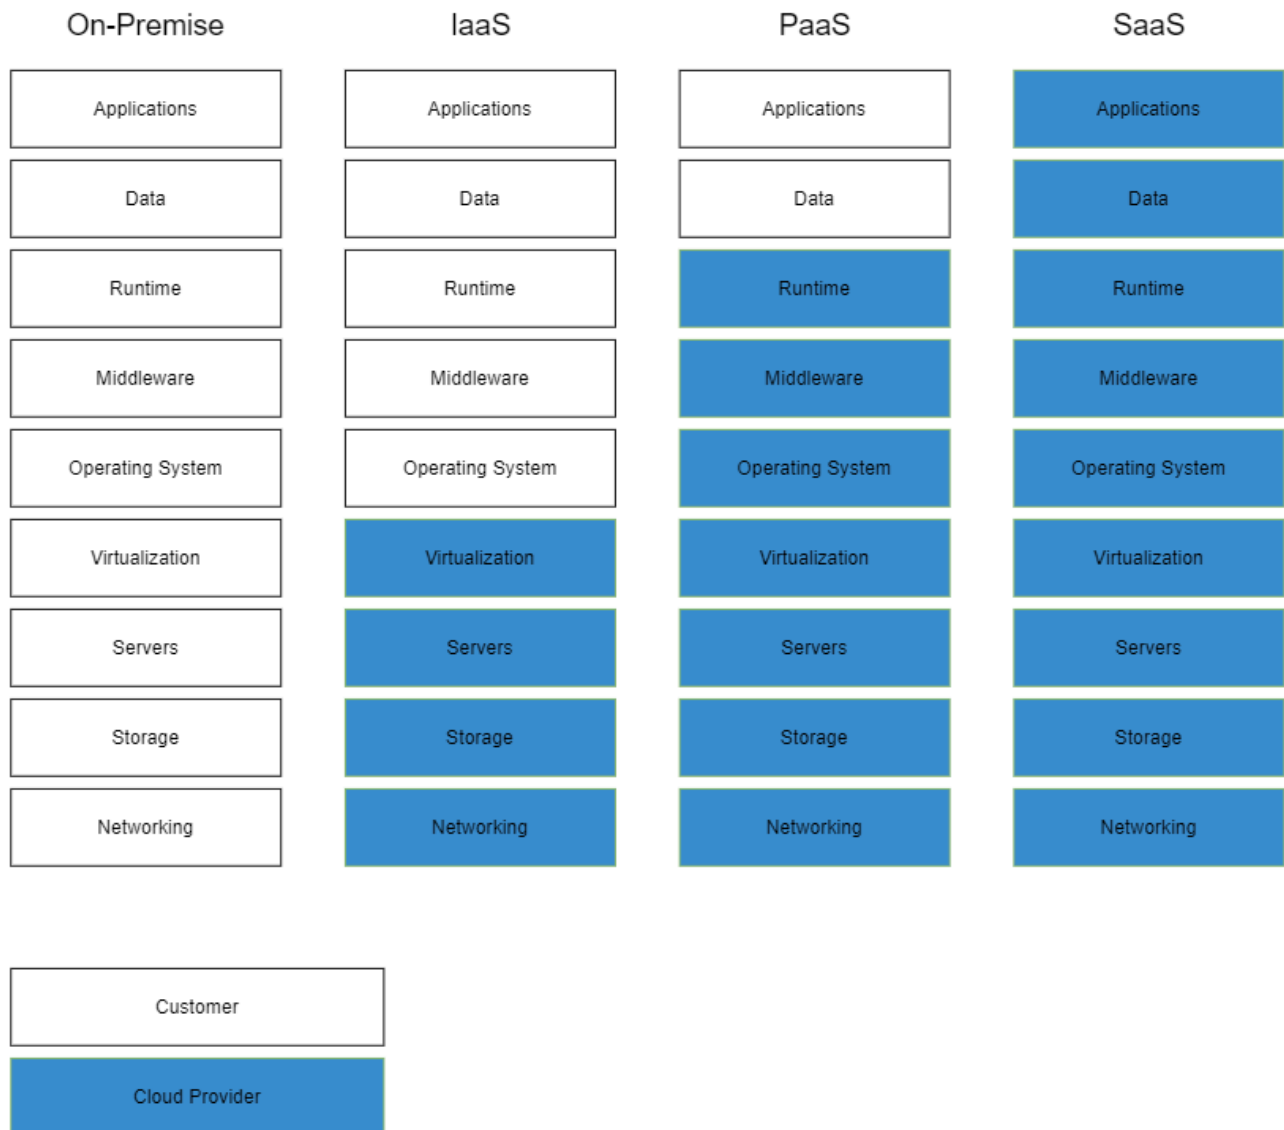 On-Premise
IaaS
PaaS
SaaS
Applications
Applications
Applications
Applications
Data
Data
Data
Data
Runtime
Runtime
Runtime
Runtime
Middleware
Middleware
Middleware
Middleware
Operating System
Operating System
Operating System
Operating System
Virtualization
Virtualization
Virtualization
Virtualization
Servers
Servers
Servers
Servers
Storage
Storage
Storage
Storage
Networking
Networking
Networking
Networking
Customer
Cloud Provider